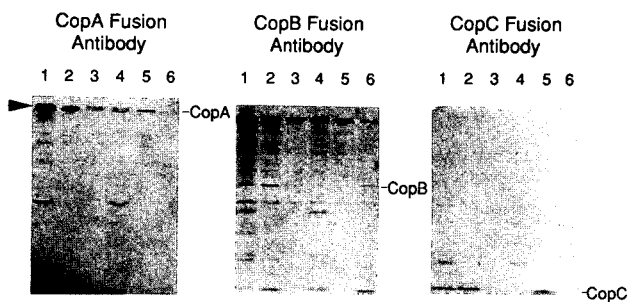 CopA Fusion
Antibody
1 2 3 4 5 6
-CopA
CopB Fusion
Antibody
1 2 3 4 5 6
-CopB
CopC Fusion
Antibody
1 2 3 4 5 6
-CopC